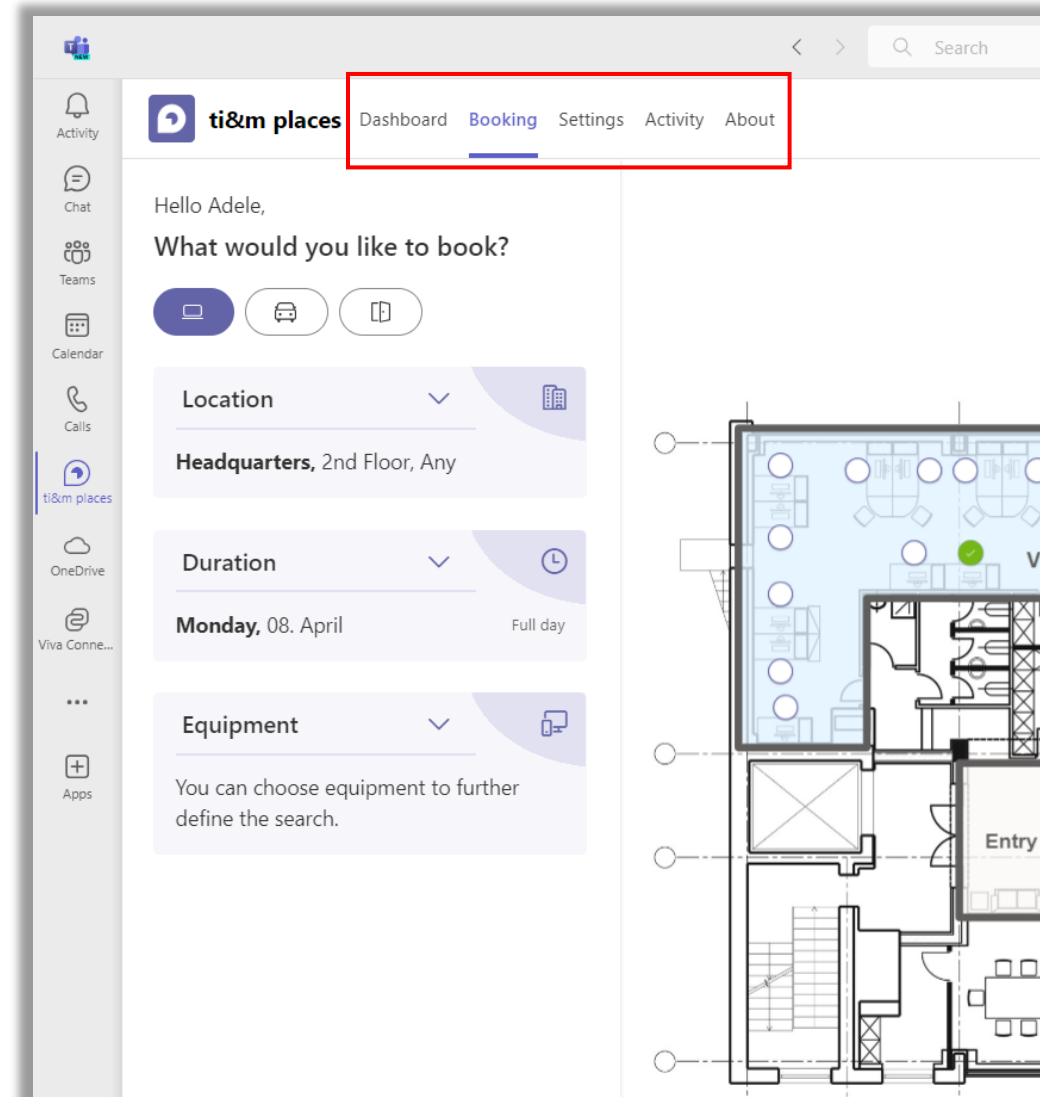 NEW
Search
Activity
Chat
Teams
Calendar
Calls
ti&m places
OneDrive
Viva Conne...
Apps
ti&m places Dashboard Booking Settings Activity About
Hello Adele,
What would you like to book?
Location
Headquarters, 2nd Floor, Any
Duration
Monday, 08. April Full day
Equipment
You can choose equipment to further
define the search.
V
Entry